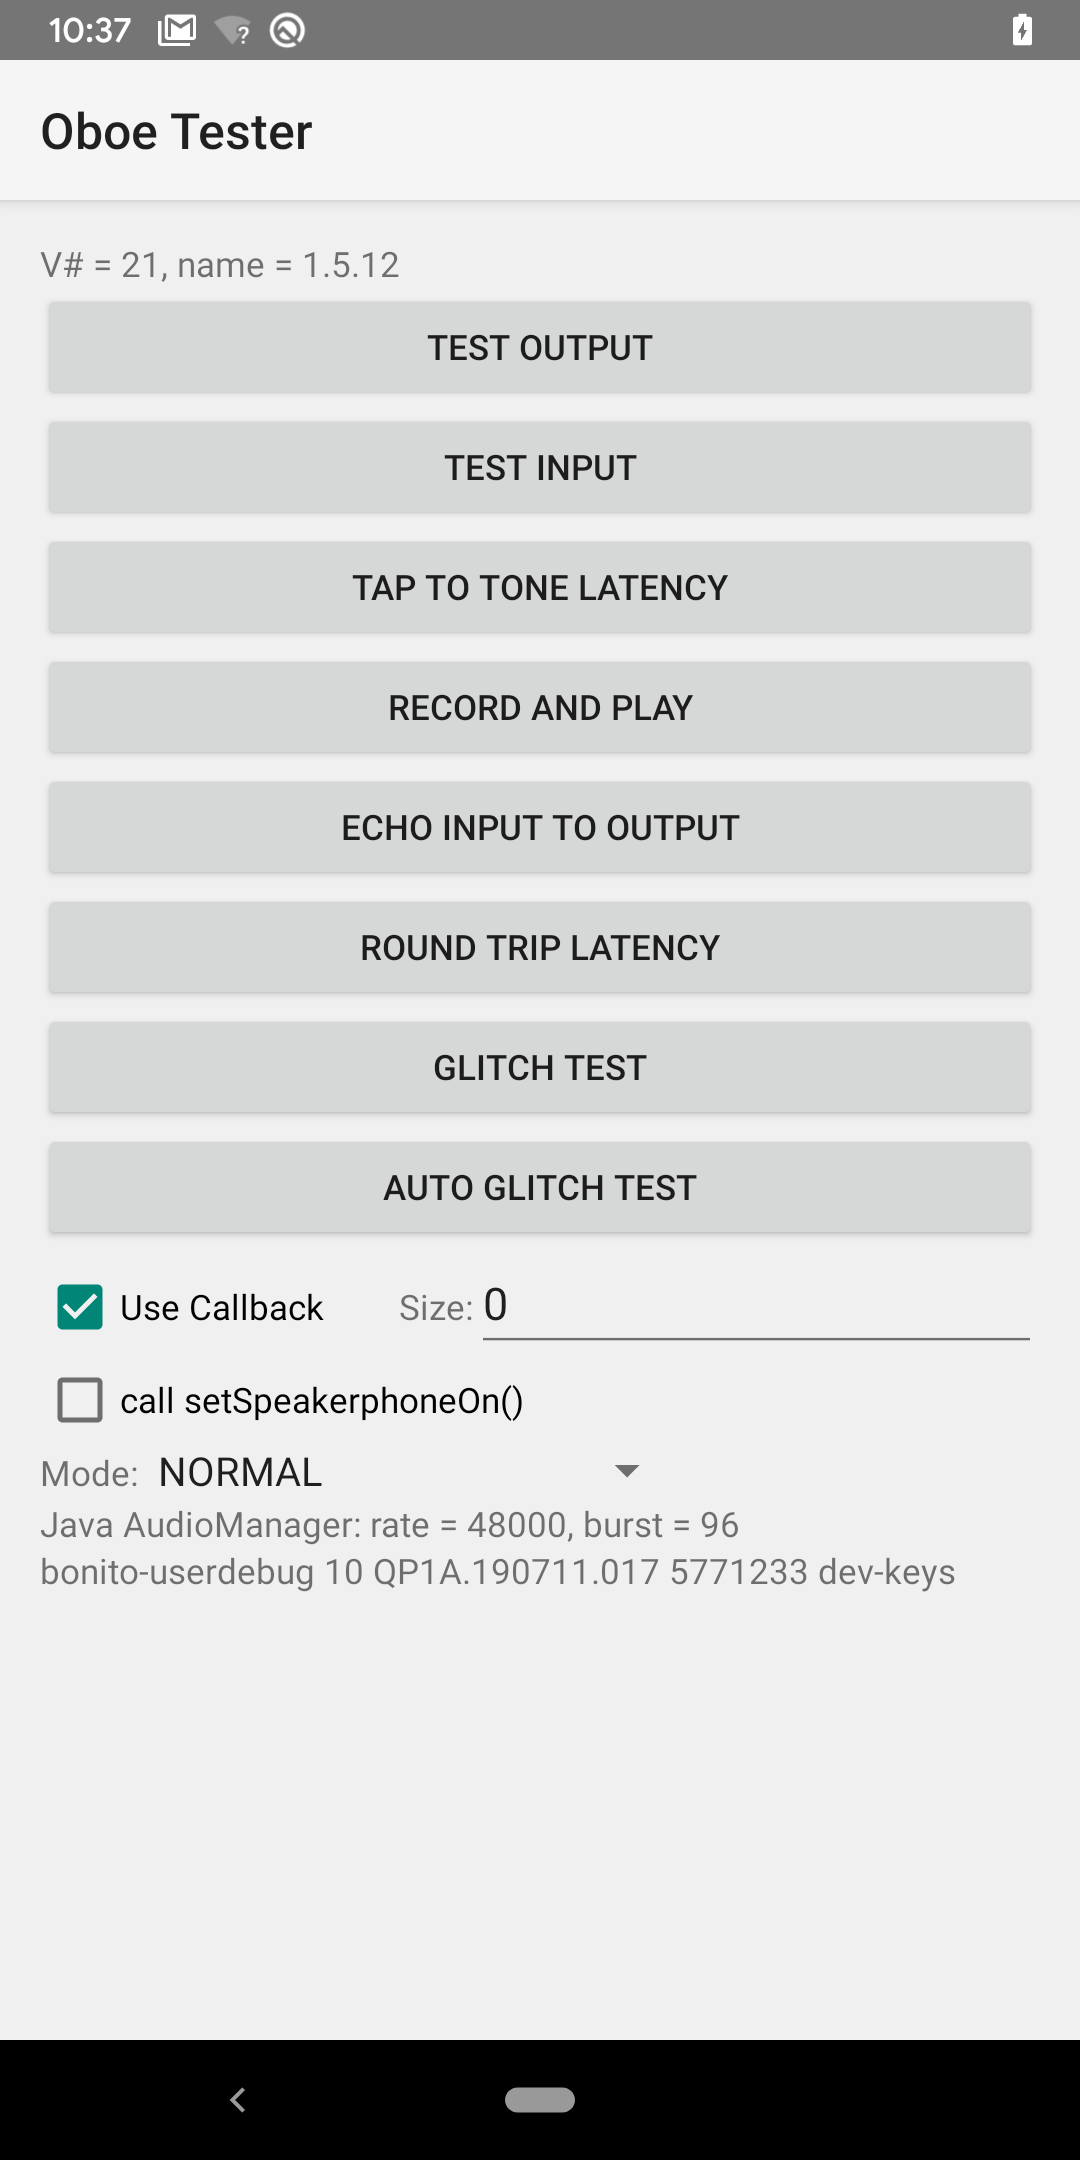 10:37
Oboe Tester
V# = 21, name = 1.5.12
TEST OUTPUT
TEST INPUT
TAP TO TONE LATENCY
RECORD AND PLAY
ECHO INPUT TO OUTPUT
ROUND TRIP LATENCY
GLITCH TEST
AUTO GLITCH TEST
Use Callback Size: 0
call setSpeakerphoneOn()
Mode: NORMAL
Java AudioManager: rate = 48000, burst = 96
bonito-userdebug 10 QP1A.190711.017 5771233 dev-keys